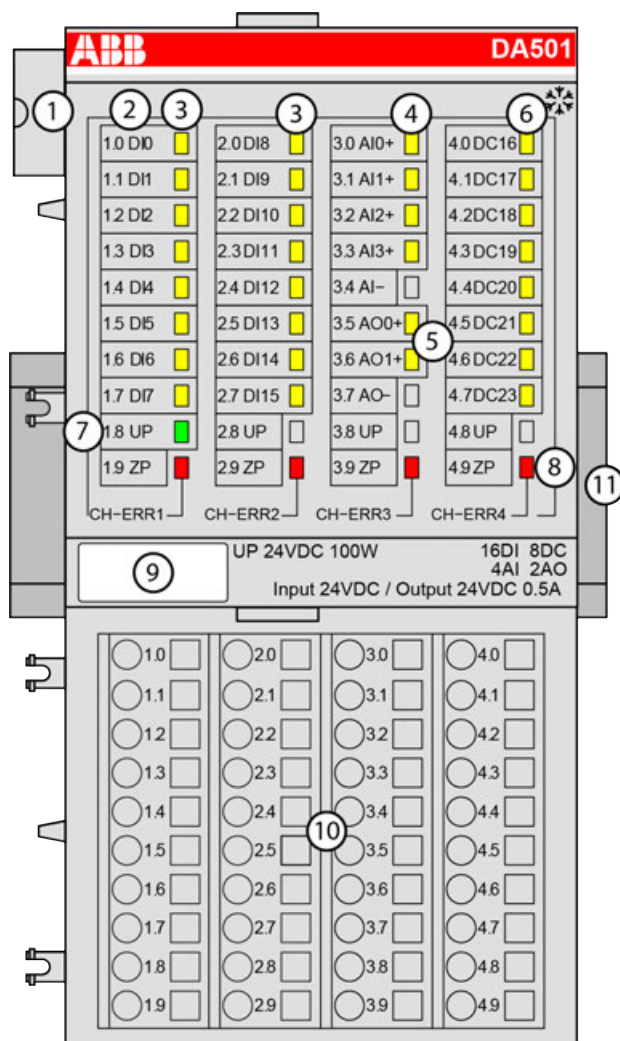 ABB DA501
1 2 3 3 4 6
1.0 DI0 2.0 DI8 3.0 AI0+ 4.0 DC16
1.1 DI1 2.1 DI9 3.1 AI1+ 4.1 DC17
1.2 DI2 2.2 DI10 3.2 AI2+ 4.2 DC18
1.3 DI3 2.3 DI11 3.3 AI3+ 4.3 DC19
1.4 DI4 2.4 DI12 3.4 AI– 4.4 DC20
1.5 DI5 2.5 DI13 3.5 AO0+ 5 4.5 DC21
1.6 DI6 2.6 DI14 3.6 AO1+ 4.6 DC22
1.7 DI7 2.7 DI15 3.7 AO– 4.7 DC23
7 1.8 UP 2.8 UP 3.8 UP 4.8 UP
1.9 ZP 2.9 ZP 3.9 ZP 4.9 ZP 8
11
CH-ERR1 CH-ERR2 CH-ERR3 CH-ERR4
9 UP 24VDC 100W 16DI 8DC
4AI 2AO
Input 24VDC / Output 24VDC 0.5A
1.0 2.0 3.0 4.0
1.1 2.1 3.1 4.1
1.2 2.2 3.2 4.2
1.3 2.3 3.3 4.3
1.4 2.4 3.4 4.4
10
1.5 2.5 3.5 4.5
1.6 2.6 3.6 4.6
1.7 2.7 3.7 4.7
1.8 2.8 3.8 4.8
1.9 2.9 3.9 4.9